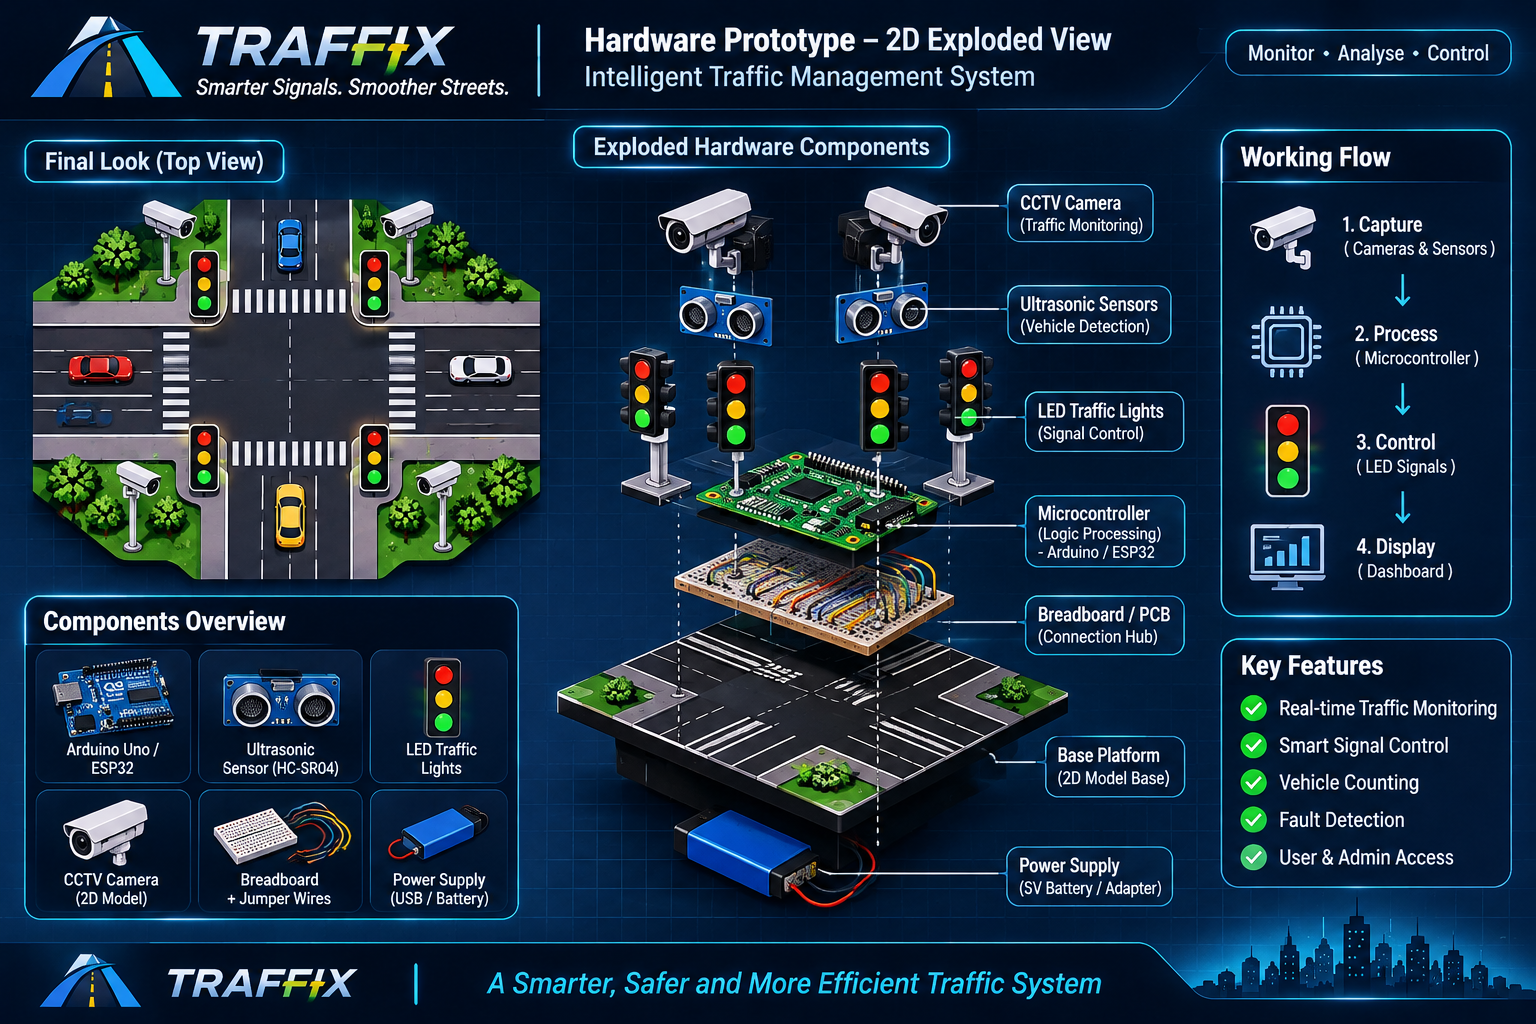 TRAFFIX
Smarter Signals. Smoother Streets.
Hardware Prototype – 2D Exploded View
Intelligent Traffic Management System
Monitor • Analyse • Control
Final Look (Top View)
Exploded Hardware Components
CCTV Camera
(Traffic Monitoring)
Ultrasonic Sensors
(Vehicle Detection)
LED Traffic Lights
(Signal Control)
Microcontroller
(Logic Processing)
- Arduino / ESP32
Breadboard / PCB
(Connection Hub)
Base Platform
(2D Model Base)
Power Supply
(SV Battery / Adapter)
Working Flow
1. Capture
( Cameras & Sensors )
2. Process
( Microcontroller )
3. Control
( LED Signals )
4. Display
( Dashboard )
Components Overview
Arduino Uno /
ESP32
Ultrasonic
Sensor (HC-SR04)
LED Traffic
Lights
CCTV Camera
(2D Model)
Breadboard
+ Jumper Wires
Power Supply
(USB / Battery)
Key Features
Real-time Traffic Monitoring
Smart Signal Control
Vehicle Counting
Fault Detection
User & Admin Access
TRAFFIX
A Smarter, Safer and More Efficient Traffic System